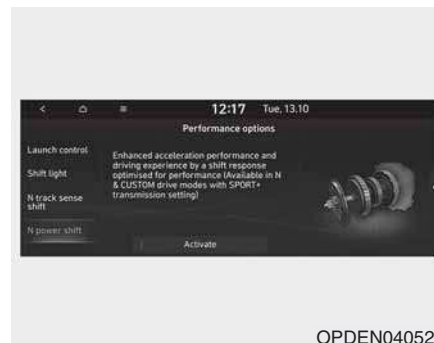 12:17 Tue, 13.10
Performance options
Launch control
Shift light
N track sense
shift
N power shift
Enhanced acceleration performance and
driving experience by a shift response
optimised for performance (Available in N
& CUSTOM drive modes with SPORT+
transmission setting)
Activate
OPDEN04052